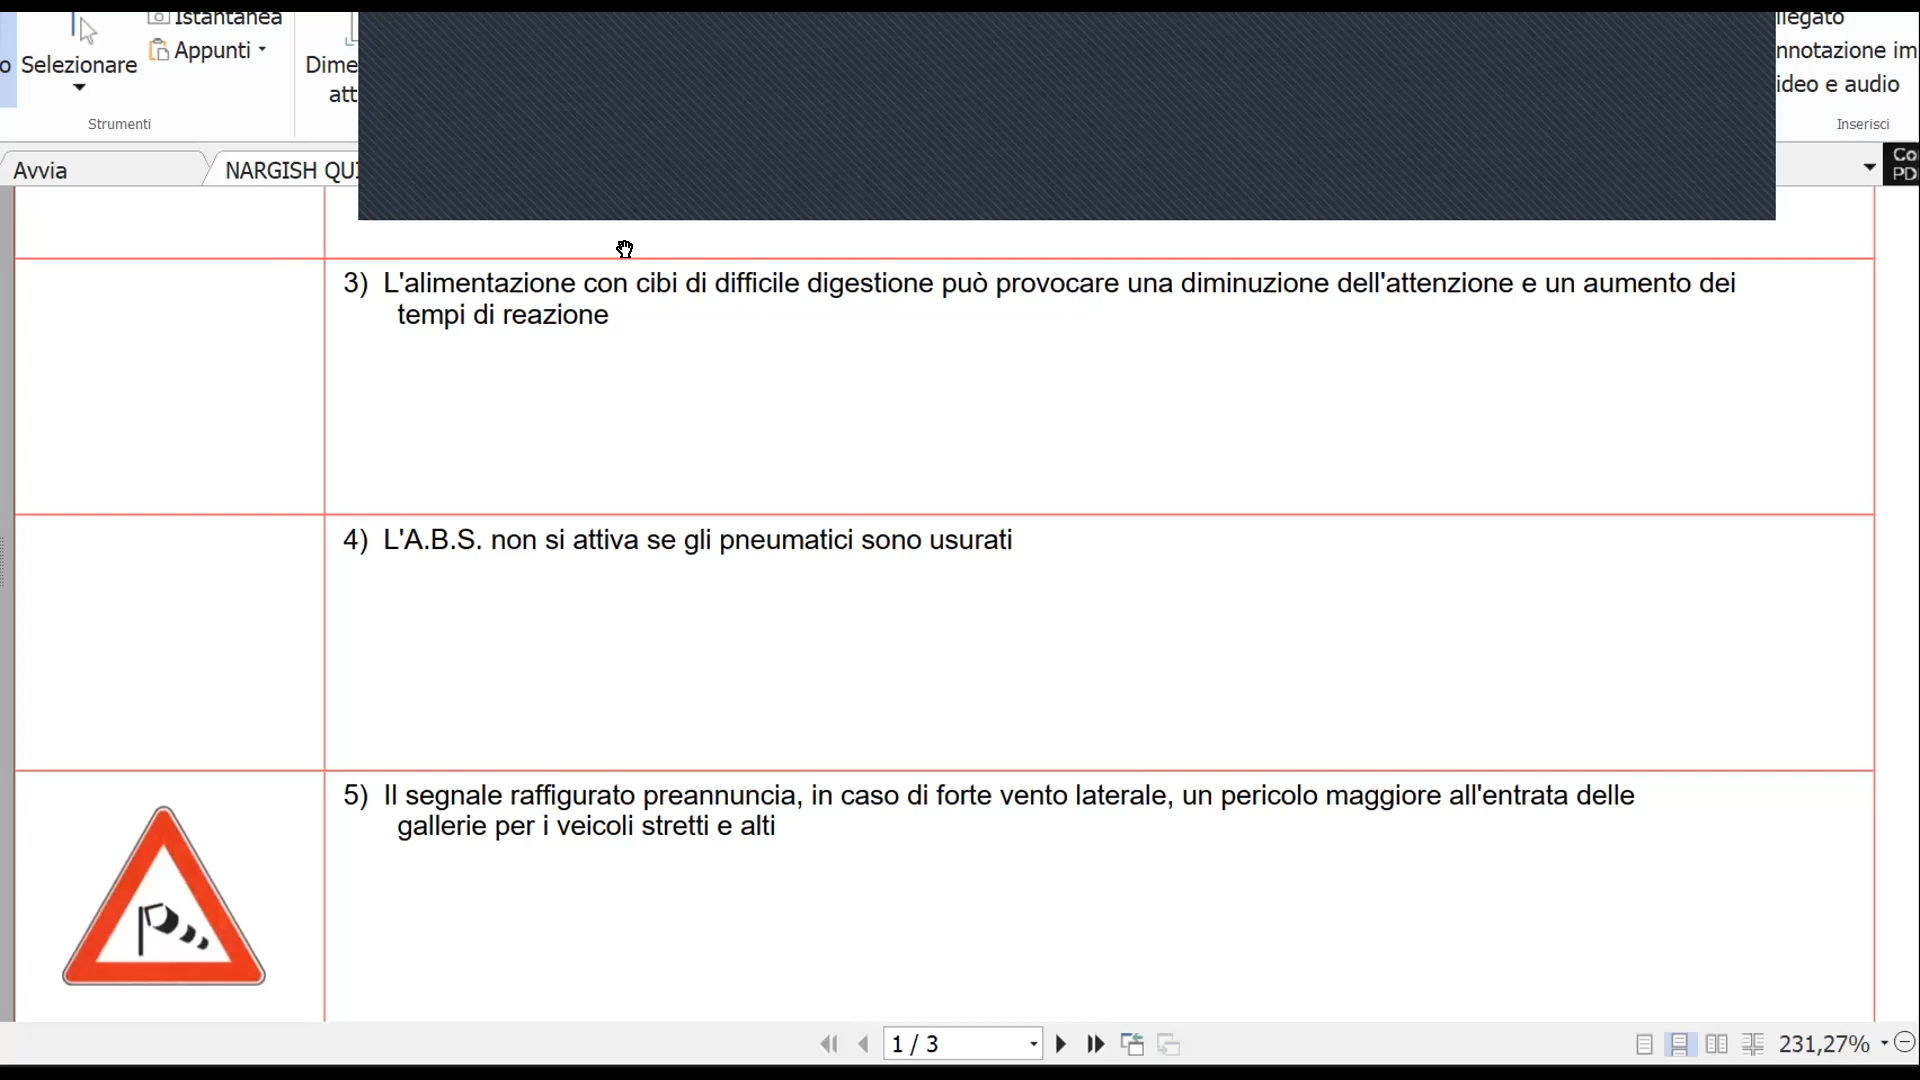 Istantanea
Appunti
o Selezionare
Dime
att
Strumenti
llegato
nnotazione im
ideo e audio
Inserisci
Avvia
NARGISH QUI
Co
PD
3) L'alimentazione con cibi di difficile digestione può provocare una diminuzione dell'attenzione e un aumento dei
tempi di reazione
4) L'A.B.S. non si attiva se gli pneumatici sono usurati
5) Il segnale raffigurato preannuncia, in caso di forte vento laterale, un pericolo maggiore all'entrata delle
gallerie per i veicoli stretti e alti
1 / 3
231,27%